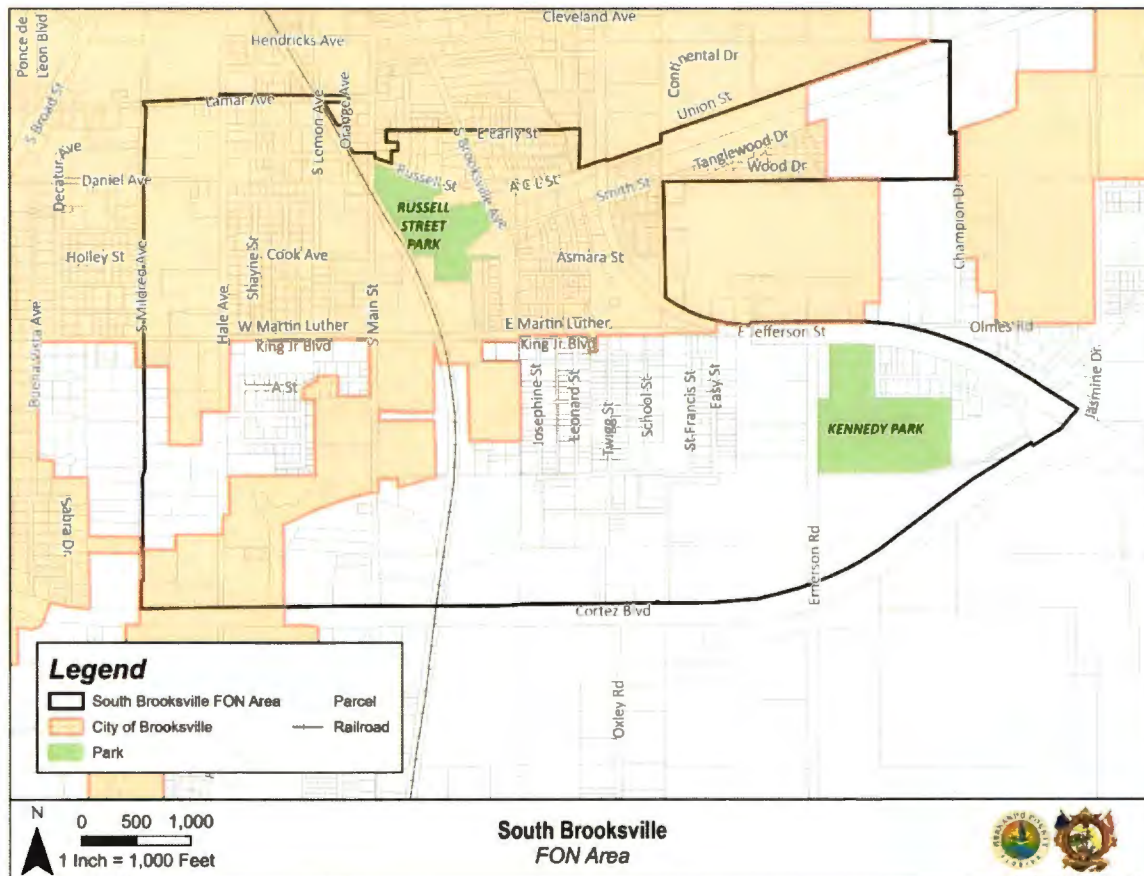 Ponce de
Leon Blvd
Hendricks Ave
Cleveland Ave
Continental Dr
S Broad St
Lamar Ave
S Lemon Ave
Orange Ave
Union St
E Early St
S Brooksville Ave
Decatur Ave
Daniel Ave
Russell St
A C L St
Smith St
Tanglewood Dr
Wood Dr
RUSSELL
STREET
PARK
Holley St
S Mildred Ave
Shayne St
Cook Ave
Asmara St
Champion Dr
Buena Vista Ave
Hale Ave
W Martin Luther
King Jr Blvd
S Main St
E Martin Luther
King Jr Blvd
E Jefferson St
Olmes Rd
Jasmine Dr
A St
Josephine St
Leonard St
Twigg St
School St
St Francis St
Easy St
KENNEDY PARK
Sabra Dr
Emerson Rd
Cortez Blvd
Oxley Rd
Legend
South Brooksville FON Area
Parcel
City of Brooksville
Railroad
Park
N
0 500 1,000
1 Inch = 1,000 Feet
South Brooksville
FON Area
HERNANDO COUNTY
FLORIDA